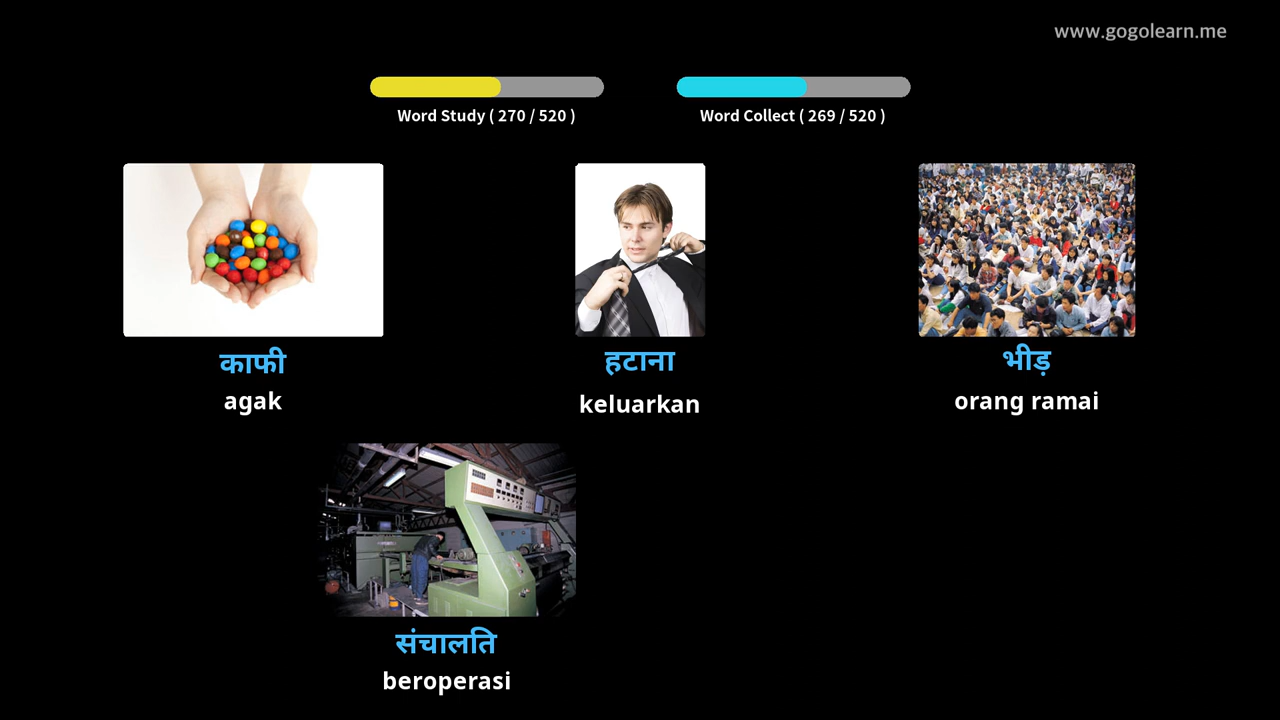 www.gogolearn.me
Word Study ( 270 / 520 )
Word Collect ( 269 / 520 )
काफी
हटाना
भीड़
agak
keluarkan
orang ramai
संचालति
beroperasi